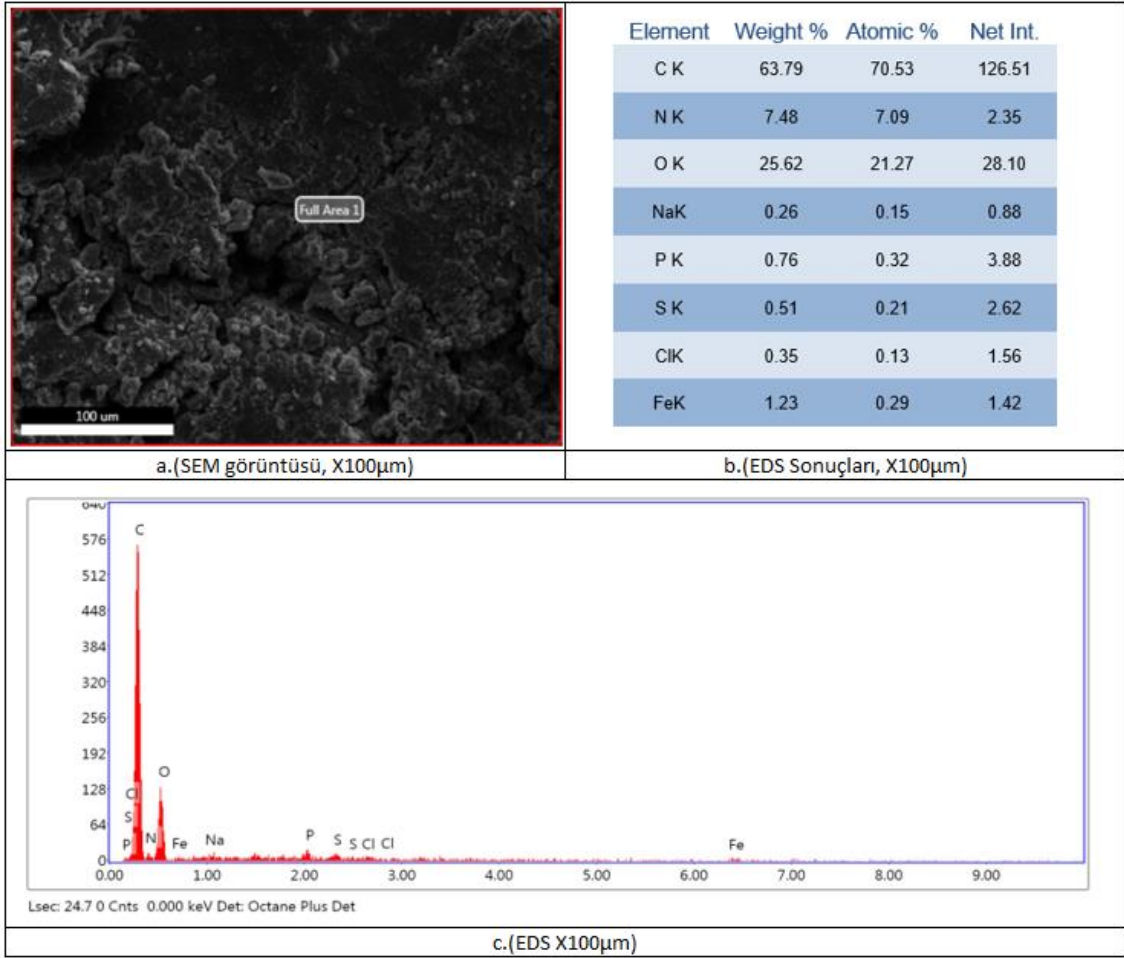 Full Area 1
100 um
a.(SEM görüntüsü, X100µm)
Element Weight % Atomic % Net Int.
C K 63.79 70.53 126.51
N K 7.48 7.09 2.35
O K 25.62 21.27 28.10
NaK 0.26 0.15 0.88
P K 0.76 0.32 3.88
S K 0.51 0.21 2.62
ClK 0.35 0.13 1.56
FeK 1.23 0.29 1.42
b.(EDS Sonuçları, X100µm)
640
576
512
448
384
320
256
192
128
64
0
C
O
Cl
S
P
N
Fe
Na
P
S
S
Cl
Cl
Fe
0.00 1.00 2.00 3.00 4.00 5.00 6.00 7.00 8.00 9.00
Lsec: 24.7 0 Cnts 0.000 keV Det: Octane Plus Det
c.(EDS X100µm)